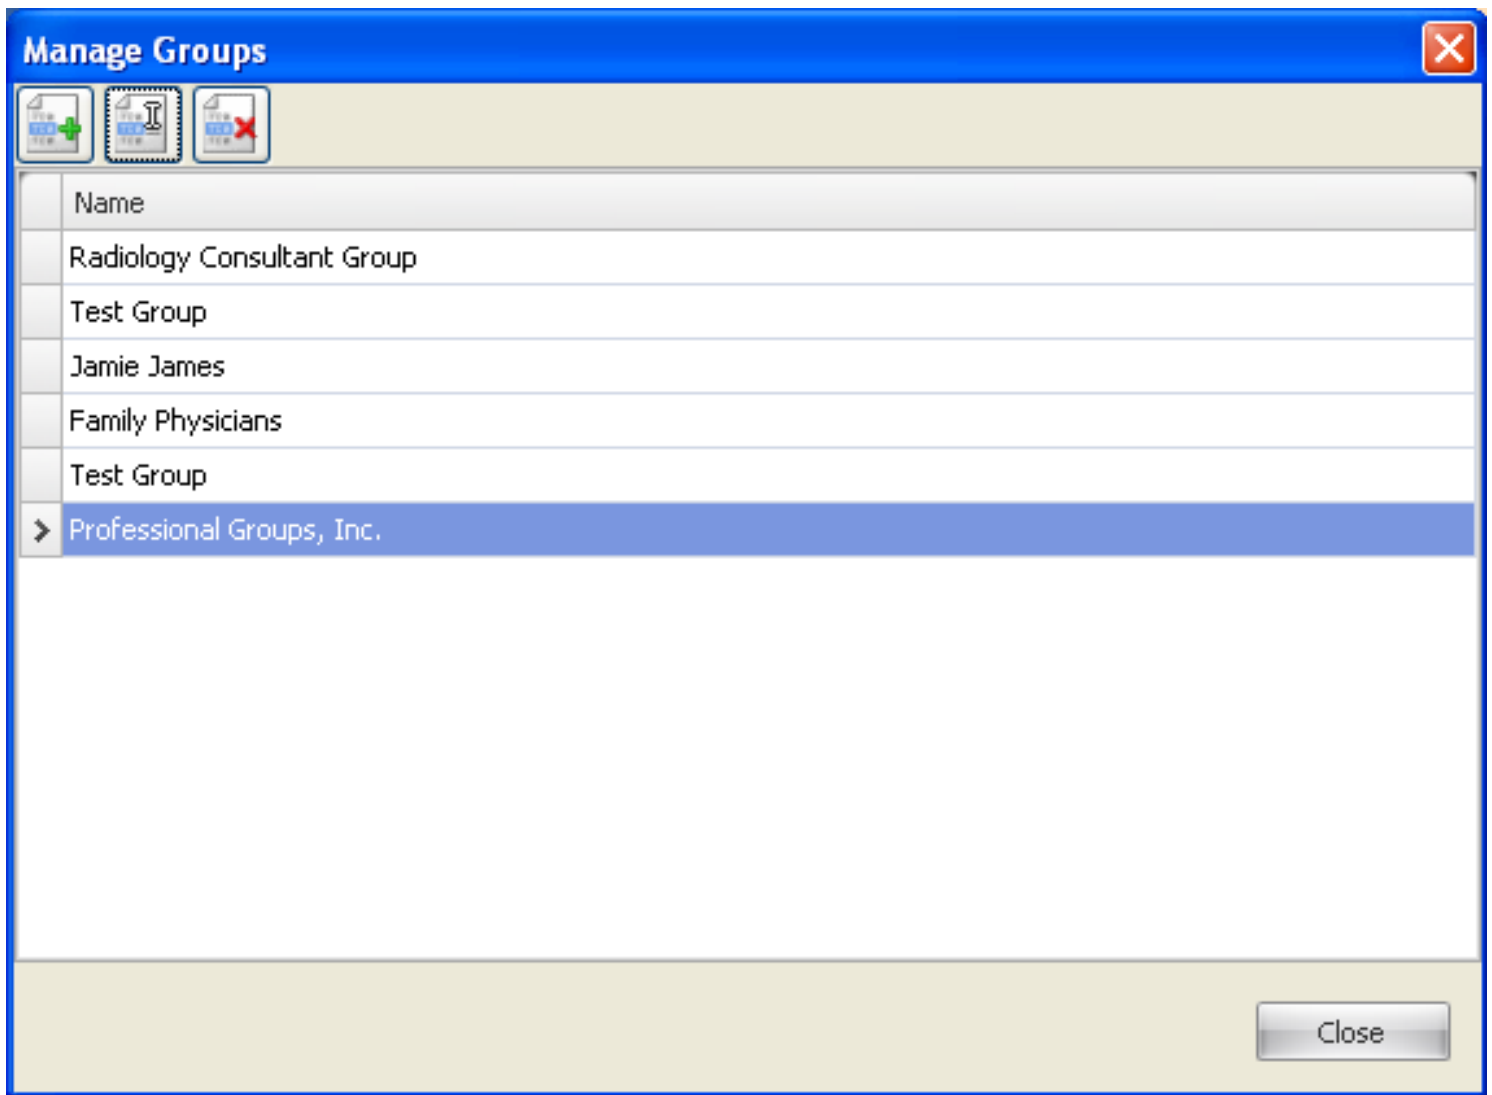 Manage Groups
Name
Radiology Consultant Group
Test Group
Jamie James
Family Physicians
Test Group
Professional Groups, Inc.
Close